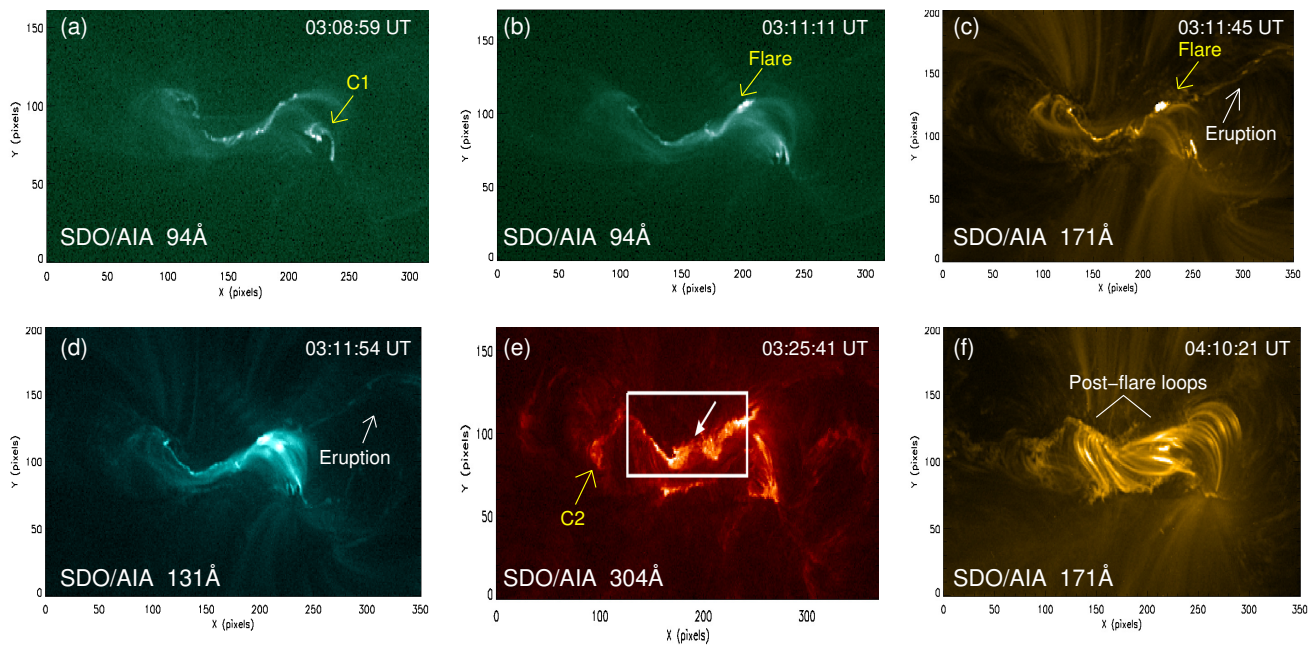 (a) 03:08:59 UT
C1
SDO/AIA 94Å
Y (pixels)
150
100
50
0
0 50 100 150 200 250 300
X (pixels)
(b) 03:11:11 UT
Flare
SDO/AIA 94Å
Y (pixels)
150
100
50
0
0 50 100 150 200 250 300
X (pixels)
(c) 03:11:45 UT
Flare
Eruption
SDO/AIA 171Å
Y (pixels)
200
150
100
50
0
0 50 100 150 200 250 300 350
X (pixels)
(d) 03:11:54 UT
Eruption
SDO/AIA 131Å
Y (pixels)
200
150
100
50
0
0 50 100 150 200 250 300 350
X (pixels)
(e) 03:25:41 UT
C2
SDO/AIA 304Å
Y (pixels)
150
100
50
0
0 100 200 300
X (pixels)
(f) 04:10:21 UT
Post-flare loops
SDO/AIA 171Å
Y (pixels)
200
150
100
50
0
0 50 100 150 200 250 300 350
X (pixels)